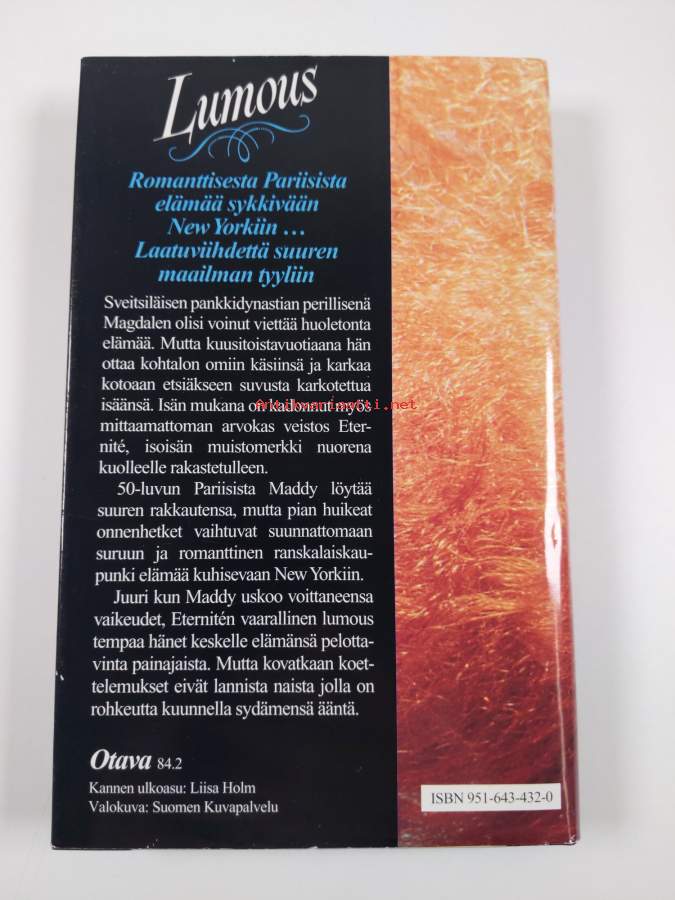 Lumous
Romanttisesta Pariisista
elämää sykkivään
New Yorkiin ...
Laatuviihdettä suuren
maailman tyyliin
Sveitsiläisen pankkidynastian perillisenä
Magdalen olisi voinut viettää huoletonta
elämää. Mutta kuusitoistavuotiaana hän
ottaa kohtalon omiin käsiinsä ja karkaa
kotoaan etsiäkseen suvusta karkotettua
isäänsä. Isän mukana on kadonnut myös
mittaamattoman arvokas veistos Eter-
nité, isoisän muistomerkki nuorena
kuolleelle rakastetulleen.
50-luvun Pariisista Maddy löytää
suuren rakkautensa, mutta pian huikeat
onnenhetket vaihtuvat suunnattomaan
suruun ja romanttinen ranskalaiskau-
punki elämää kuhisevaan New Yorkiin.
Juuri kun Maddy uskoo voittaneensa
vaikeudet, Eternitén vaarallinen lumous
tempaa hänet keskelle elämänsä pelotta-
vinta painajaista. Mutta kovatkaan koet-
telemukset eivät lannista naista jolla on
rohkeutta kuunnella sydämensä ääntä.
Otava 84.2
Kannen ulkoasu: Liisa Holm
Valokuva: Suomen Kuvapalvelu
ISBN 951-643-432-0